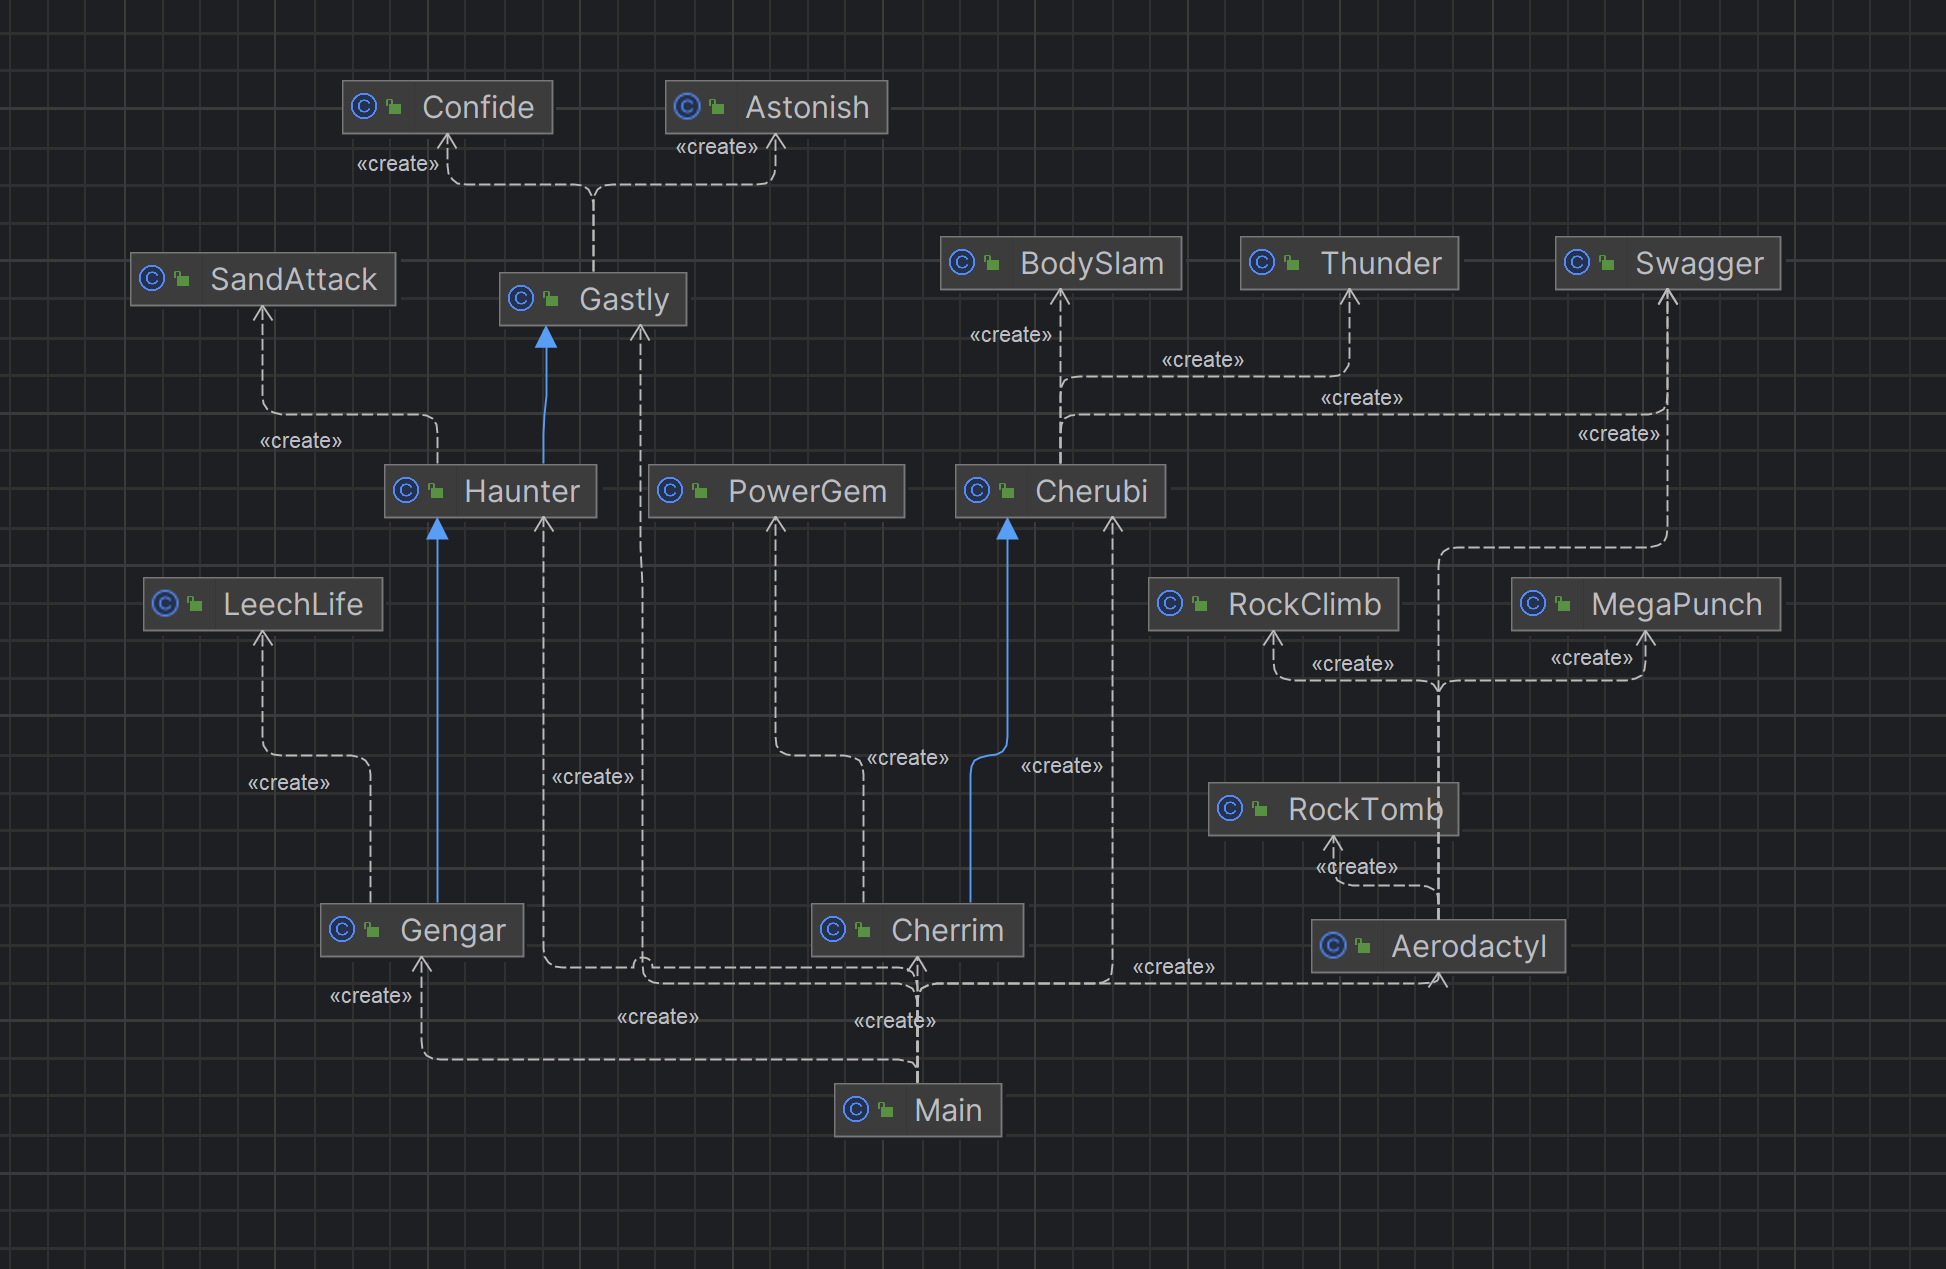 Confide
Astonish
«create»
«create»
SandAttack
Gastly
BodySlam
Thunder
Swagger
«create»
«create»
«create»
«create»
«create»
Haunter
PowerGem
Cherubi
LeechLife
RockClimb
MegaPunch
«create»
«create»
«create»
«create»
«create»
«create»
RockTomb
«create»
Gengar
Cherrim
Aerodactyl
«create»
«create»
«create»
«create»
Main